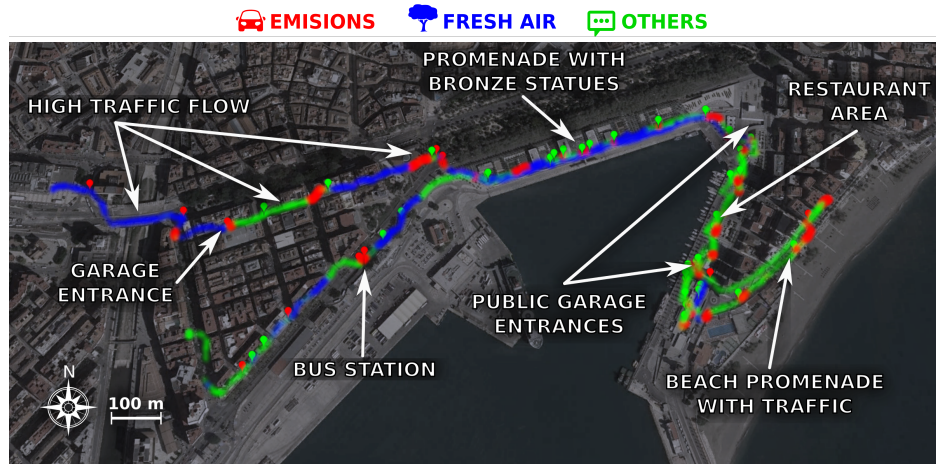 EMISIONS
FRESH AIR
OTHERS
PROMENADE WITH
BRONZE STATUES
RESTAURANT
AREA
HIGH TRAFFIC FLOW
GARAGE
ENTRANCE
PUBLIC GARAGE
ENTRANCES
BUS STATION
BEACH PROMENADE
WITH TRAFFIC
N
100 m